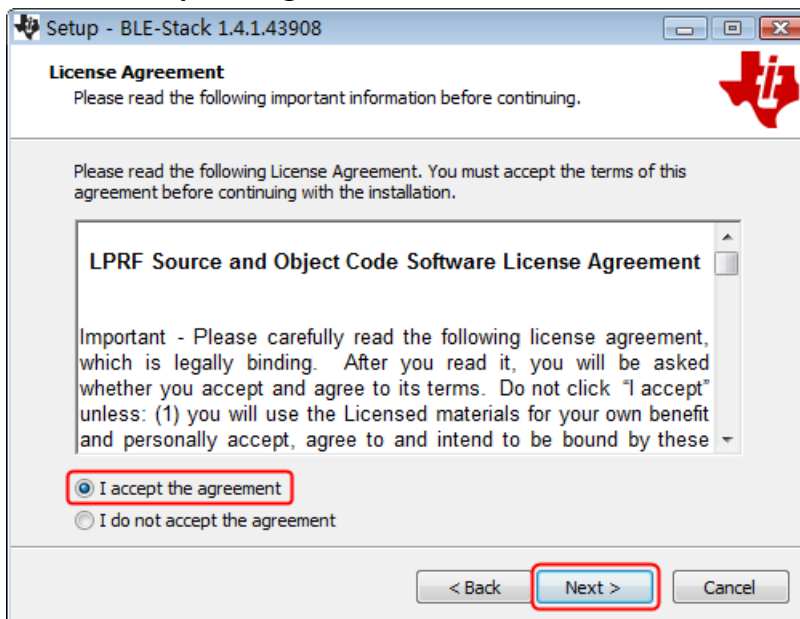 Setup - BLE-Stack 1.4.1.43908
License Agreement
Please read the following important information before continuing.
Please read the following License Agreement. You must accept the terms of this
agreement before continuing with the installation.
LPRF Source and Object Code Software License Agreement
Important - Please carefully read the following license agreement,
which is legally binding. After you read it, you will be asked
whether you accept and agree to its terms. Do not click “I accept”
unless: (1) you will use the Licensed materials for your own benefit
and personally accept, agree to and intend to be bound by these
I accept the agreement
I do not accept the agreement
< Back Next > Cancel